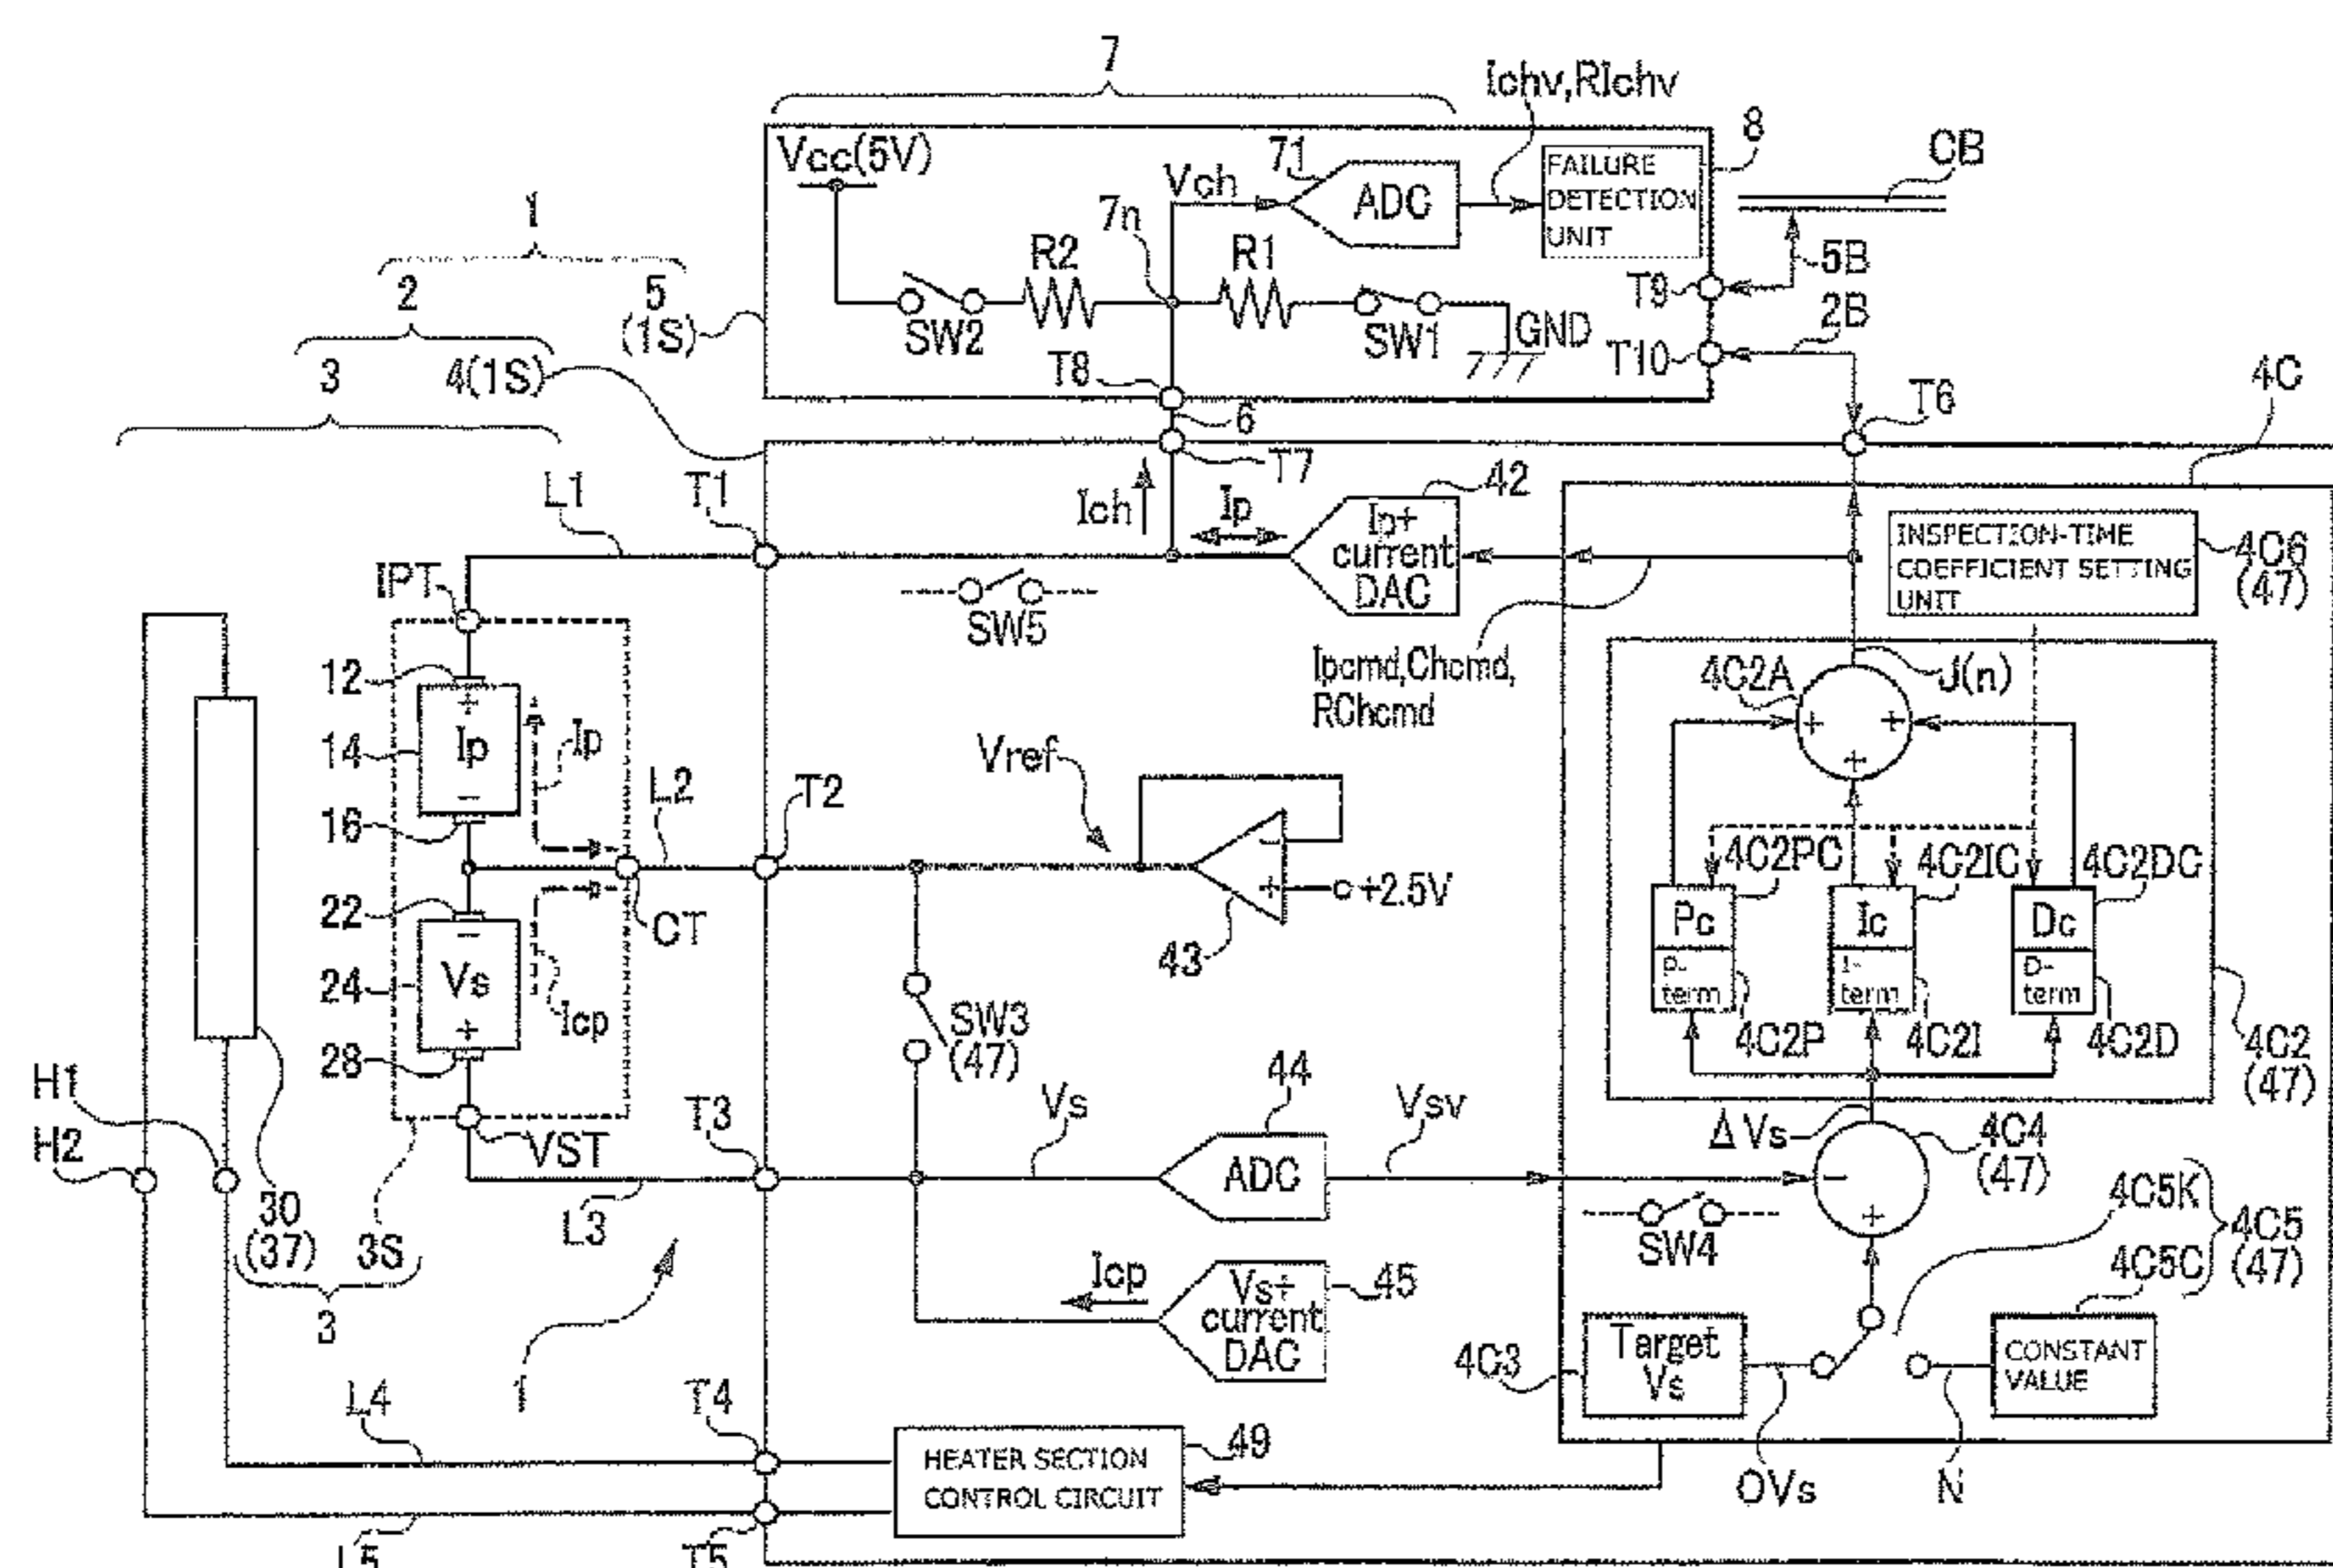 7
Ichv,RIchv
8
CB
Vcc(5V)
71
Vch
ADC
FAILURE
DETECTION
UNIT
7n
1
R2
R1
5B
2
5
(1S)
T9
SW2
SW1
GND
2B
3
4(1S)
T8
T10
4C
6
T6
T7
L1
T1
Ich
Ip
42
Ip+
current
DAC
INSPECTION-TIME
COEFFICIENT SETTING
UNIT
4C6
(47)
IPT
SW5
Ipcmd,Chcmd,
RChcmd
4C2A
J(n)
12
+
14
Ip
Ip
−
16
+
+
+
Vref
L2
T2
−
+
+2.5V
43
4C2PC
4C2IC
4C2DC
22
CT
−
24
Vs
+
28
Icp
Pc
Ic
Dc
P-
term
I-
term
D-
term
SW3
(47)
4C2P
4C2I
4C2D
4C2
(47)
H1
H2
VST
T3
Vs
44
Vsv
ΔVs
4C4
(47)
ADC
−
+
30
(37)
3S
L3
SW4
4C5K
4C5C
4C5
(47)
3
Icp
Vs+
current
DAC
45
1
4C3
Target
Vs
CONSTANT
VALUE
L4
T4
HEATER SECTION
CONTROL CIRCUIT
49
OVs
N
L5
T5